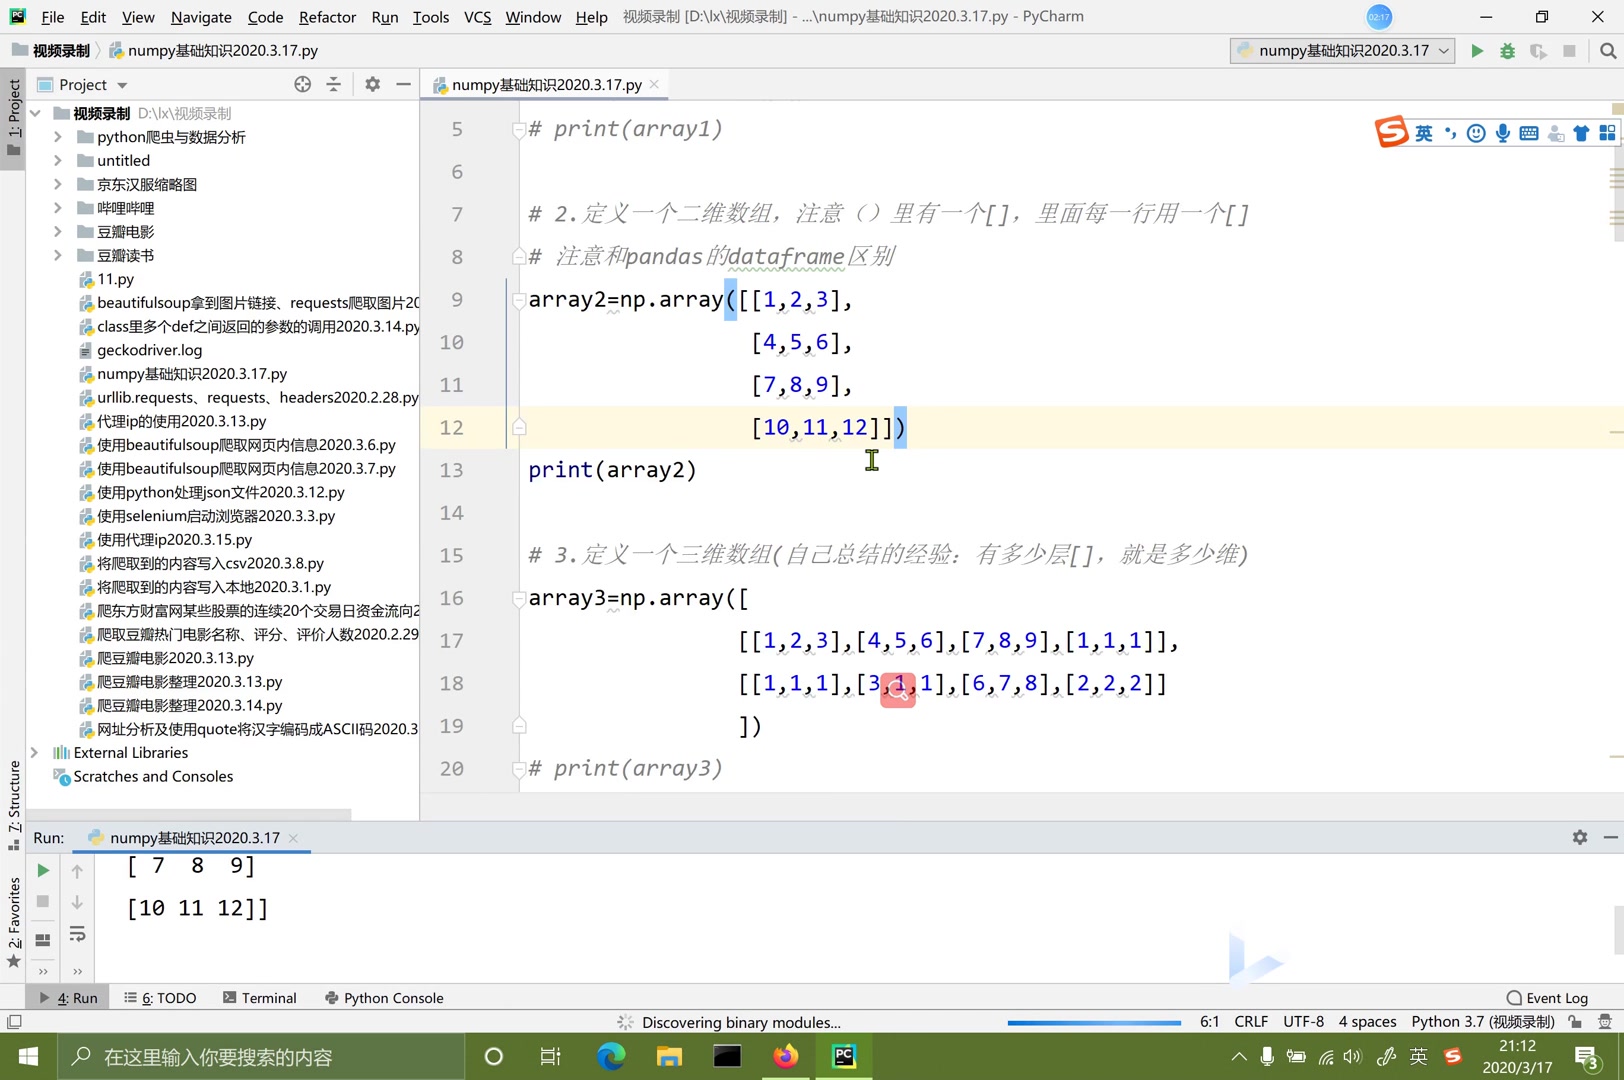 File Edit View Navigate Code Refactor Run Tools VCS Window Help 视频录制 [D:\lx\视频录制] - ...\numpy基础知识2020.3.17.py - PyCharm 02:17
视频录制 numpy基础知识2020.3.17.py numpy基础知识2020.3.17
Project numpy基础知识2020.3.17.py
1: Project
视频录制 D:\lx\视频录制
python爬虫与数据分析
untitled
京东汉服缩略图
哔哩哔哩
豆瓣电影
豆瓣读书
11.py
beautifulsoup拿到图片链接、requests爬取图片20
class里多个def之间返回的参数的调用2020.3.14.py
geckodriver.log
numpy基础知识2020.3.17.py
urllib.requests、requests、headers2020.2.28.py
代理ip的使用2020.3.13.py
使用beautifulsoup爬取网页内信息2020.3.6.py
使用beautifulsoup爬取网页内信息2020.3.7.py
使用python处理json文件2020.3.12.py
使用selenium启动浏览器2020.3.3.py
使用代理ip2020.3.15.py
将爬取到的内容写入csv2020.3.8.py
将爬取到的内容写入本地2020.3.1.py
爬东方财富网某些股票的连续20个交易日资金流向2
爬取豆瓣热门电影名称、评分、评价人数2020.2.29
爬豆瓣电影2020.3.13.py
爬豆瓣电影整理2020.3.13.py
爬豆瓣电影整理2020.3.14.py
网址分析及使用quote将汉字编码成ASCII码2020.3
External Libraries
Scratches and Consoles
7: Structure
2: Favorites
5 # print(array1)
6
7 # 2.定义一个二维数组，注意（）里有一个[]，里面每一行用一个[]
8 # 注意和pandas的dataframe区别
9 array2=np.array([[1,2,3],
10 [4,5,6],
11 [7,8,9],
12 [10,11,12]])
13 print(array2)
14
15 # 3.定义一个三维数组(自己总结的经验：有多少层[]，就是多少维)
16 array3=np.array([
17 [[1,2,3],[4,5,6],[7,8,9],[1,1,1]],
18 [[1,1,1],[3,1,1],[6,7,8],[2,2,2]]
19 ])
20 # print(array3)
英
Run: numpy基础知识2020.3.17
[ 7 8 9]
[10 11 12]]
4: Run 6: TODO Terminal Python Console Event Log
Discovering binary modules... 6:1 CRLF UTF-8 4 spaces Python 3.7 (视频录制)
在这里输入你要搜索的内容 英 21:12
2020/3/17 3